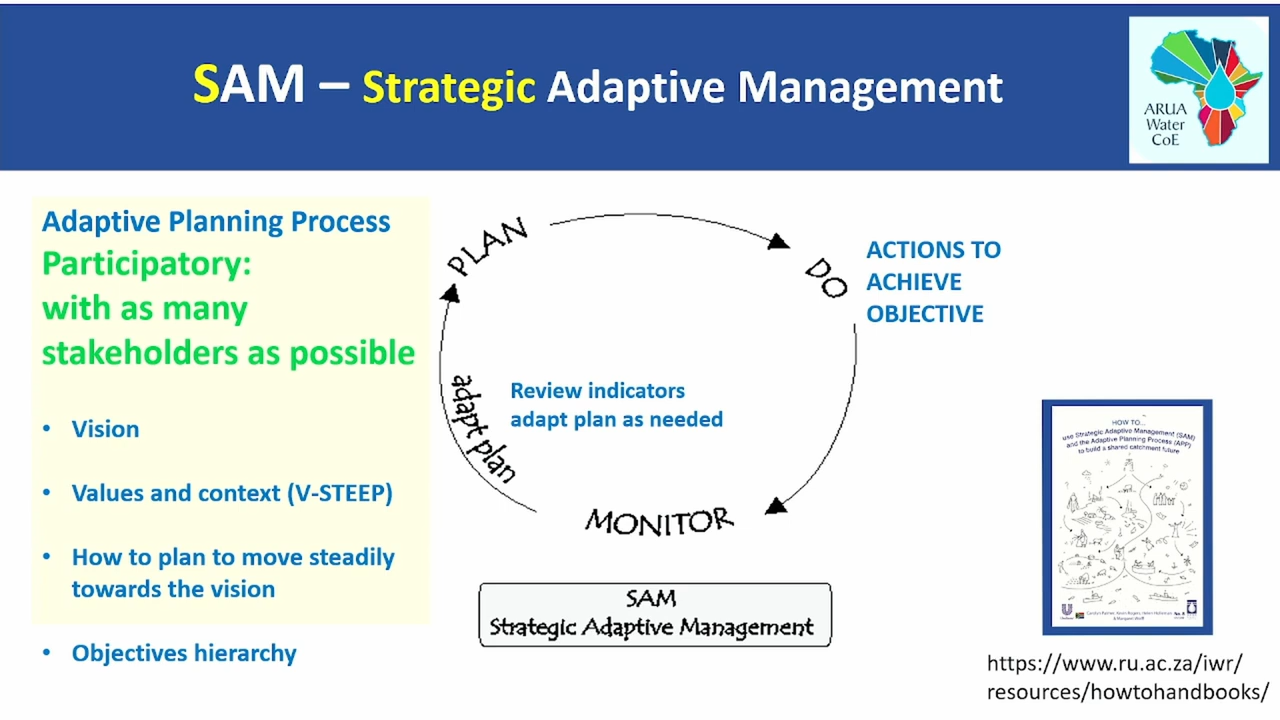 SAM – Strategic Adaptive Management
ARUA
Water
CoE
Adaptive Planning Process
Participatory:
with as many
stakeholders as possible
• Vision
• Values and context (V-STEEP)
• How to plan to move steadily
towards the vision
• Objectives hierarchy
PLAN
DO
ACTIONS TO
ACHIEVE
OBJECTIVE
Review indicators
adapt plan as needed
adapt plan
MONITOR
SAM
Strategic Adaptive Management
HOW TO...
use Strategic Adaptive Management (SAM)
and the Adaptive Planning Process (APP)
to build a shared catchment future
https://www.ru.ac.za/iwr/
resources/howtohandbooks/